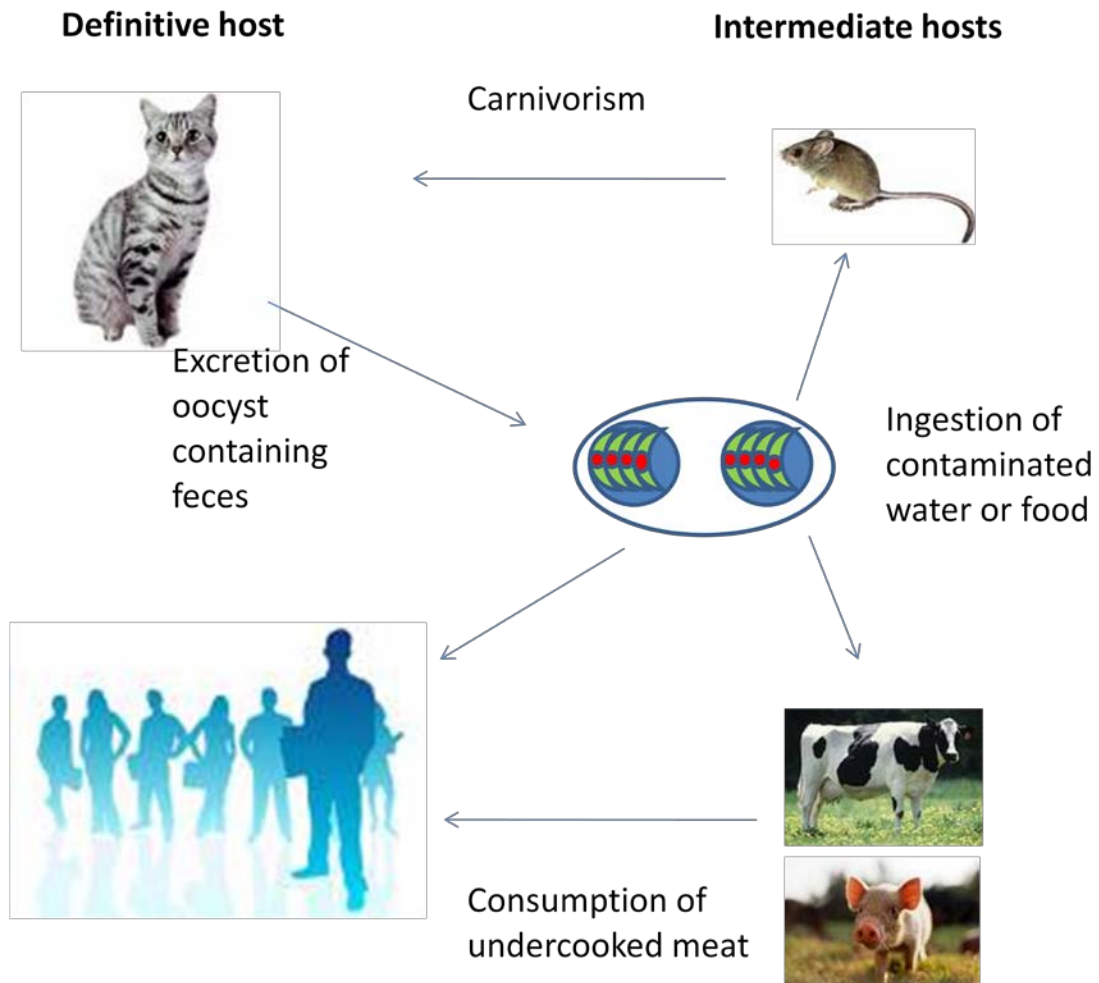 Definitive host
Intermediate hosts
Carnivorism
Excretion of
oocyst
containing
feces
Ingestion of
contaminated
water or food
Consumption of
undercooked meat